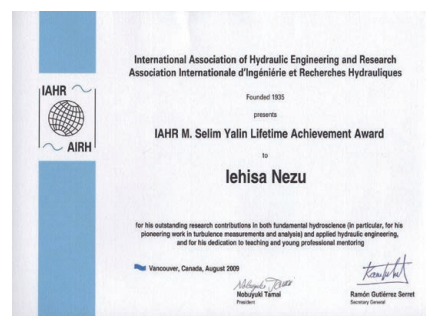 International Association of Hydraulic Engineering and Research
Association Internationale d'Ingéniérie et Recherches Hydrauliques
IAHR
AIRH
Founded 1935
presents
IAHR M. Selim Yalin Lifetime Achievement Award
to
Iehisa Nezu
for his outstanding research contributions in both fundamental hydroscience (in particular, for his
pioneering work in turbulence measurements and analysis) and applied hydraulic engineering,
and for his dedication to teaching and young professional mentoring
Vancouver, Canada, August 2009
Nobuyuki Tamai
President
Ramón Gutiérrez Serret
Secretary General